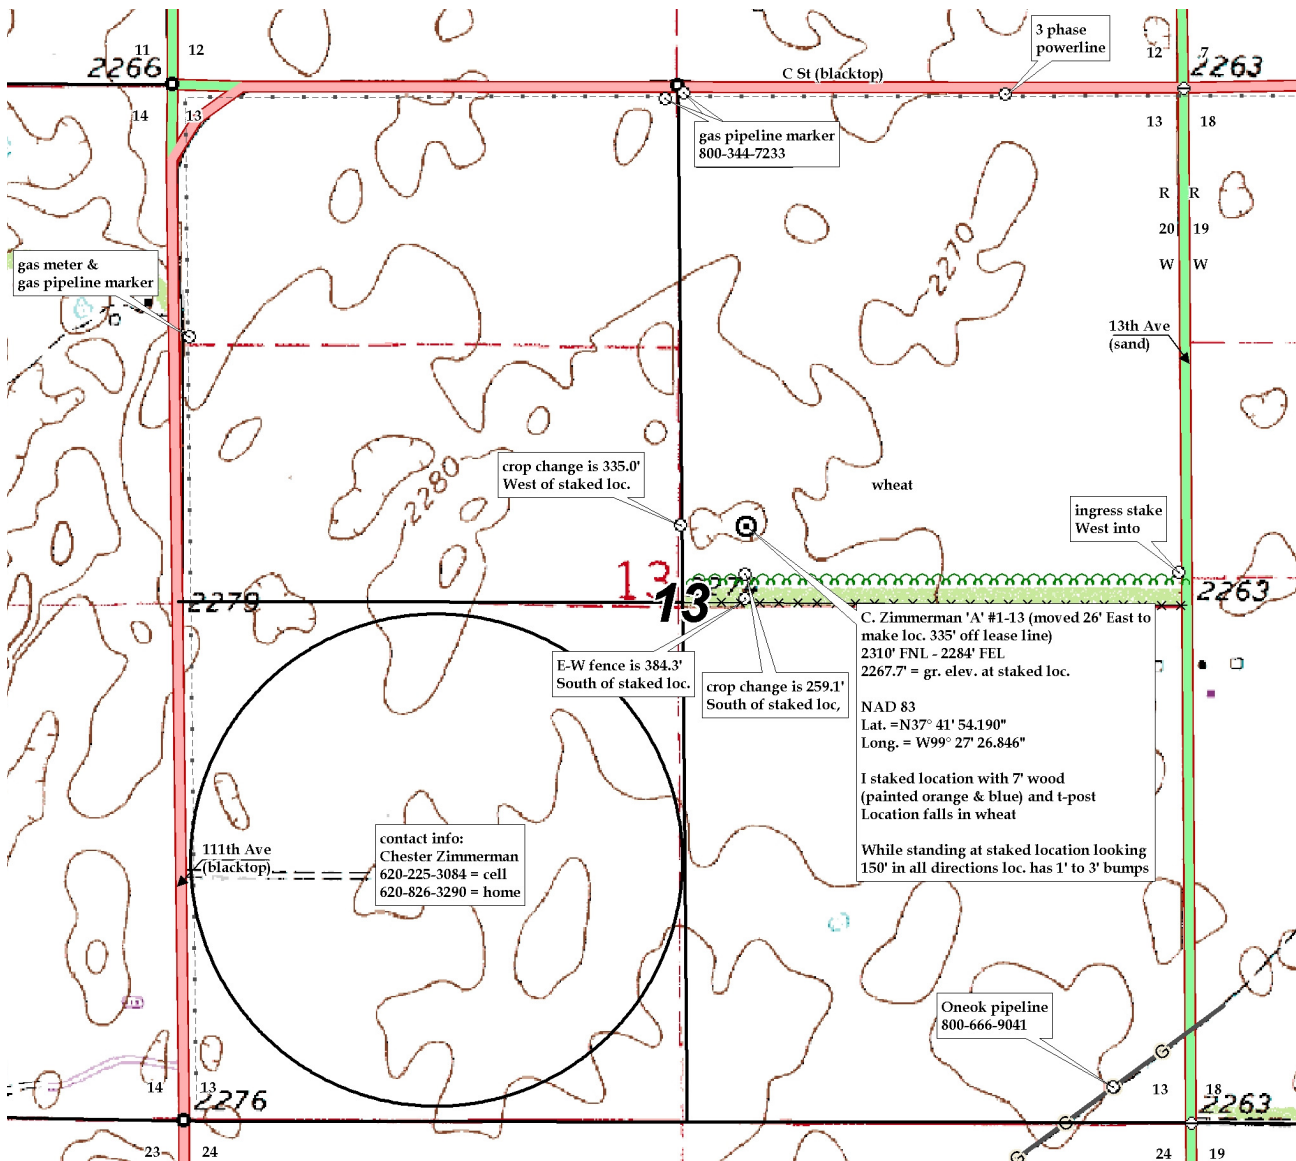 3 phase
powerline
11
12
12
7
2266
2263
C St (blacktop)
14
13
13
18
gas pipeline marker
800-344-7233
R
R
20
19
W
W
2270
gas meter &
gas pipeline marker
13th Ave
(sand)
crop change is 335.0'
West of staked loc.
2280
wheat
ingress stake
West into
13
13
2279
2263
C. Zimmerman 'A' #1-13 (moved 26' East to
make loc. 335' off lease line)
2310' FNL - 2284' FEL
2267.7' = gr. elev. at staked loc.
NAD 83
Lat. =N37° 41' 54.190"
Long. = W99° 27' 26.846"
I staked location with 7' wood
(painted orange & blue) and t-post
Location falls in wheat
While standing at staked location looking
150' in all directions loc. has 1' to 3' bumps
E-W fence is 384.3'
South of staked loc.
crop change is 259.1'
South of staked loc,
111th Ave
(blacktop)
contact info:
Chester Zimmerman
620-225-3084 = cell
620-826-3290 = home
Oneok pipeline
800-666-9041
G
G
G
G
14
13
13
18
2276
2263
23
24
24
19